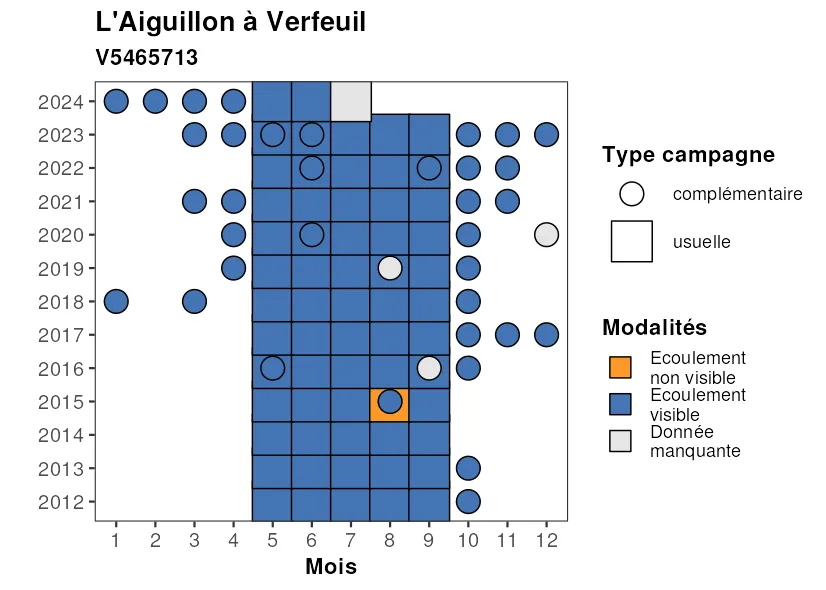 L'Aiguillon à Verfeuil
V5465713
2024
2023
2022
2021
2020
2019
2018
2017
2016
2015
2014
2013
2012
1 2 3 4 5 6 7 8 9 10 11 12
Mois
Type campagne
complémentaire
usuelle
Modalités
Ecoulement
non visible
Ecoulement
visible
Donnée
manquante